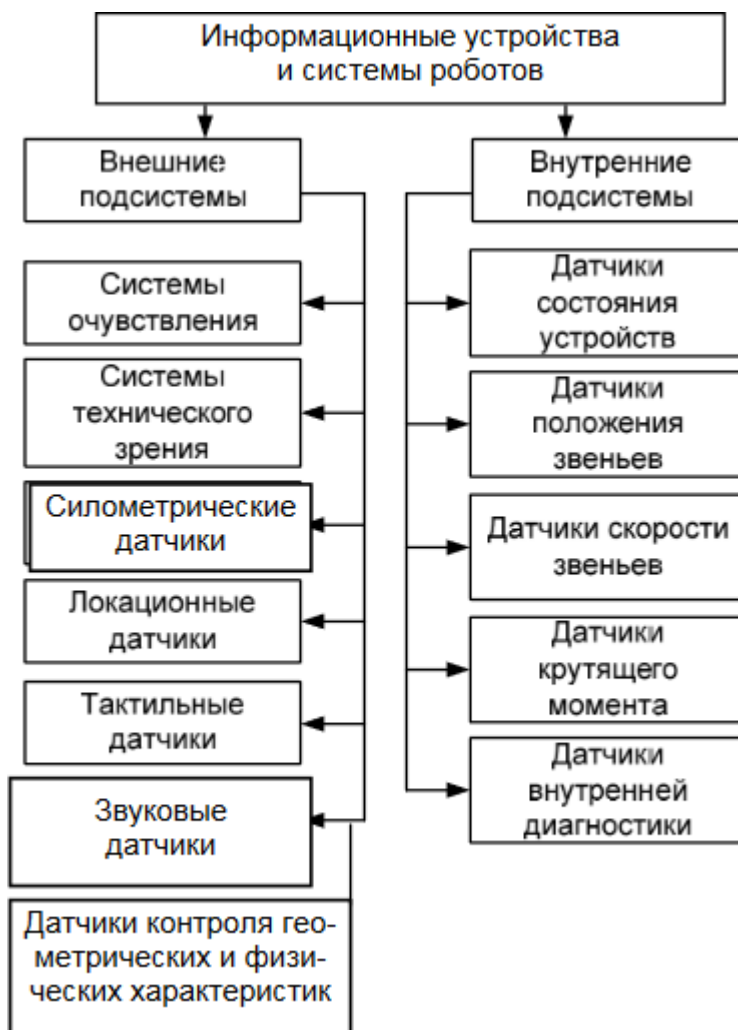 Информационные устройства
и системы роботов
Внешние
подсистемы
Системы
очувствления
Системы
технического
зрения
Силометрические
датчики
Локационные
датчики
Тактильные
датчики
Звуковые
датчики
Датчики контроля гео-
метрических и физи-
ческих характеристик
Внутренние
подсистемы
Датчики
состояния
устройств
Датчики
положения
звеньев
Датчики скорости
звеньев
Датчики
крутящего
момента
Датчики
внутренней
диагностики